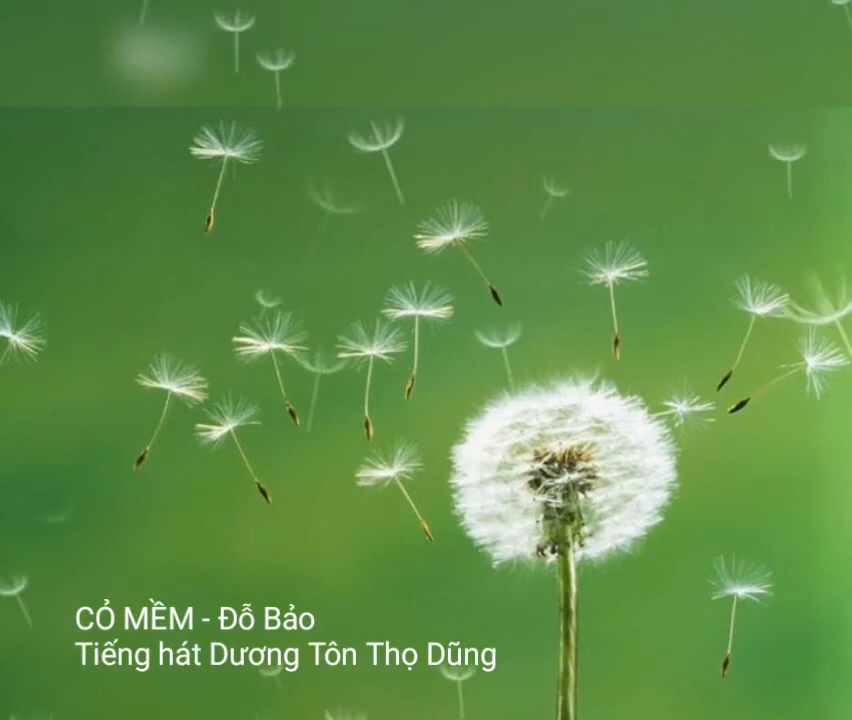 CỎ MỀM - Đỗ Bảo
Tiếng hát Dương Tôn Thọ Dũng